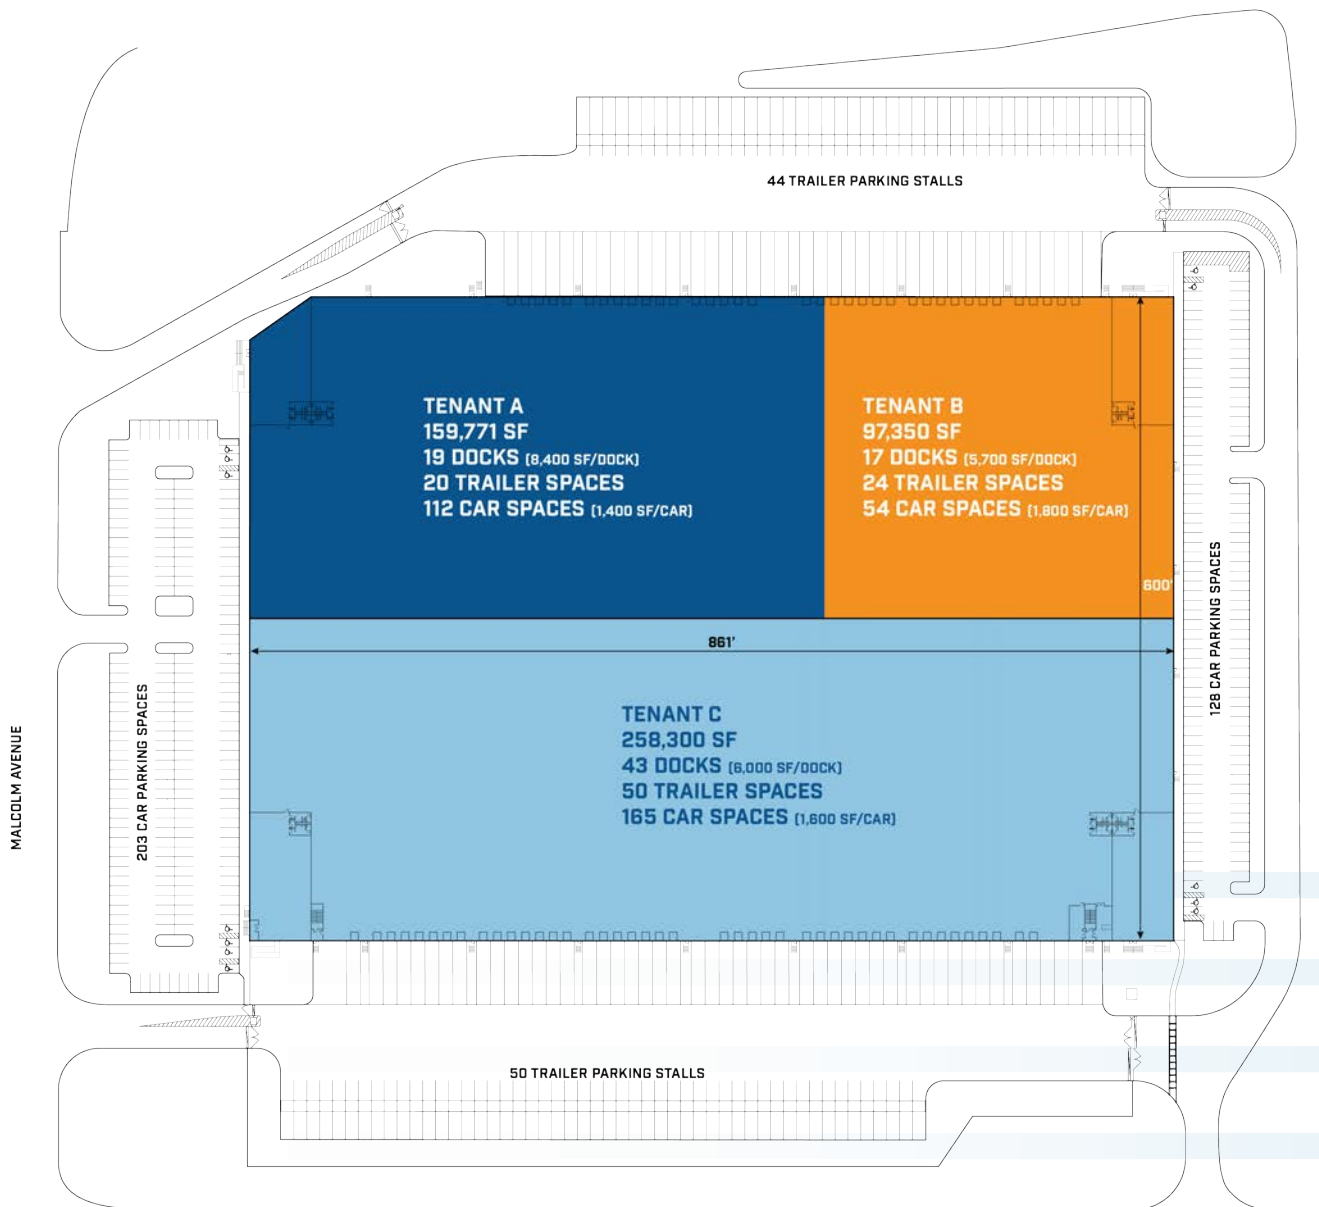 44 TRAILER PARKING STALLS
TENANT A
159,771 SF
19 DOCKS (8,400 SF/DOCK)
20 TRAILER SPACES
112 CAR SPACES (1,400 SF/CAR)
TENANT B
97,350 SF
17 DOCKS (5,700 SF/DOCK)
24 TRAILER SPACES
54 CAR SPACES (1,800 SF/CAR)
600'
861'
TENANT C
258,300 SF
43 DOCKS (6,000 SF/DOCK)
50 TRAILER SPACES
165 CAR SPACES (1,600 SF/CAR)
MALCOLM AVENUE
203 CAR PARKING SPACES
128 CAR PARKING SPACES
50 TRAILER PARKING STALLS